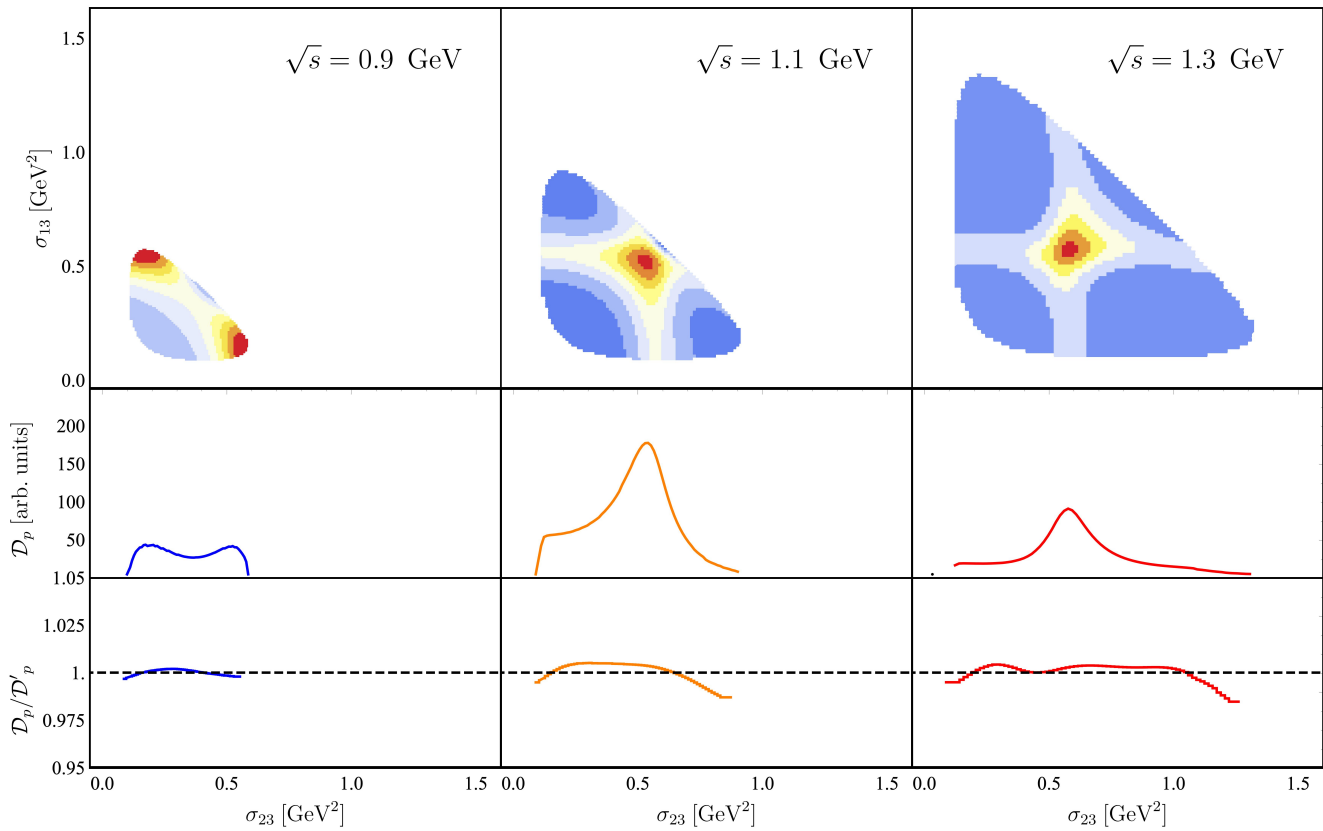 √s = 0.9 GeV
√s = 1.1 GeV
√s = 1.3 GeV
1.5
1.0
0.5
0.0
σ₁₃ [GeV²]
200
150
100
50
𝒟ₚ [arb. units]
1.05
1.025
1.
0.975
0.95
𝒟ₚ/𝒟′ₚ
0.0 0.5 1.0 1.5
0.0 0.5 1.0 1.5
0.0 0.5 1.0 1.5
σ₂₃ [GeV²]
σ₂₃ [GeV²]
σ₂₃ [GeV²]